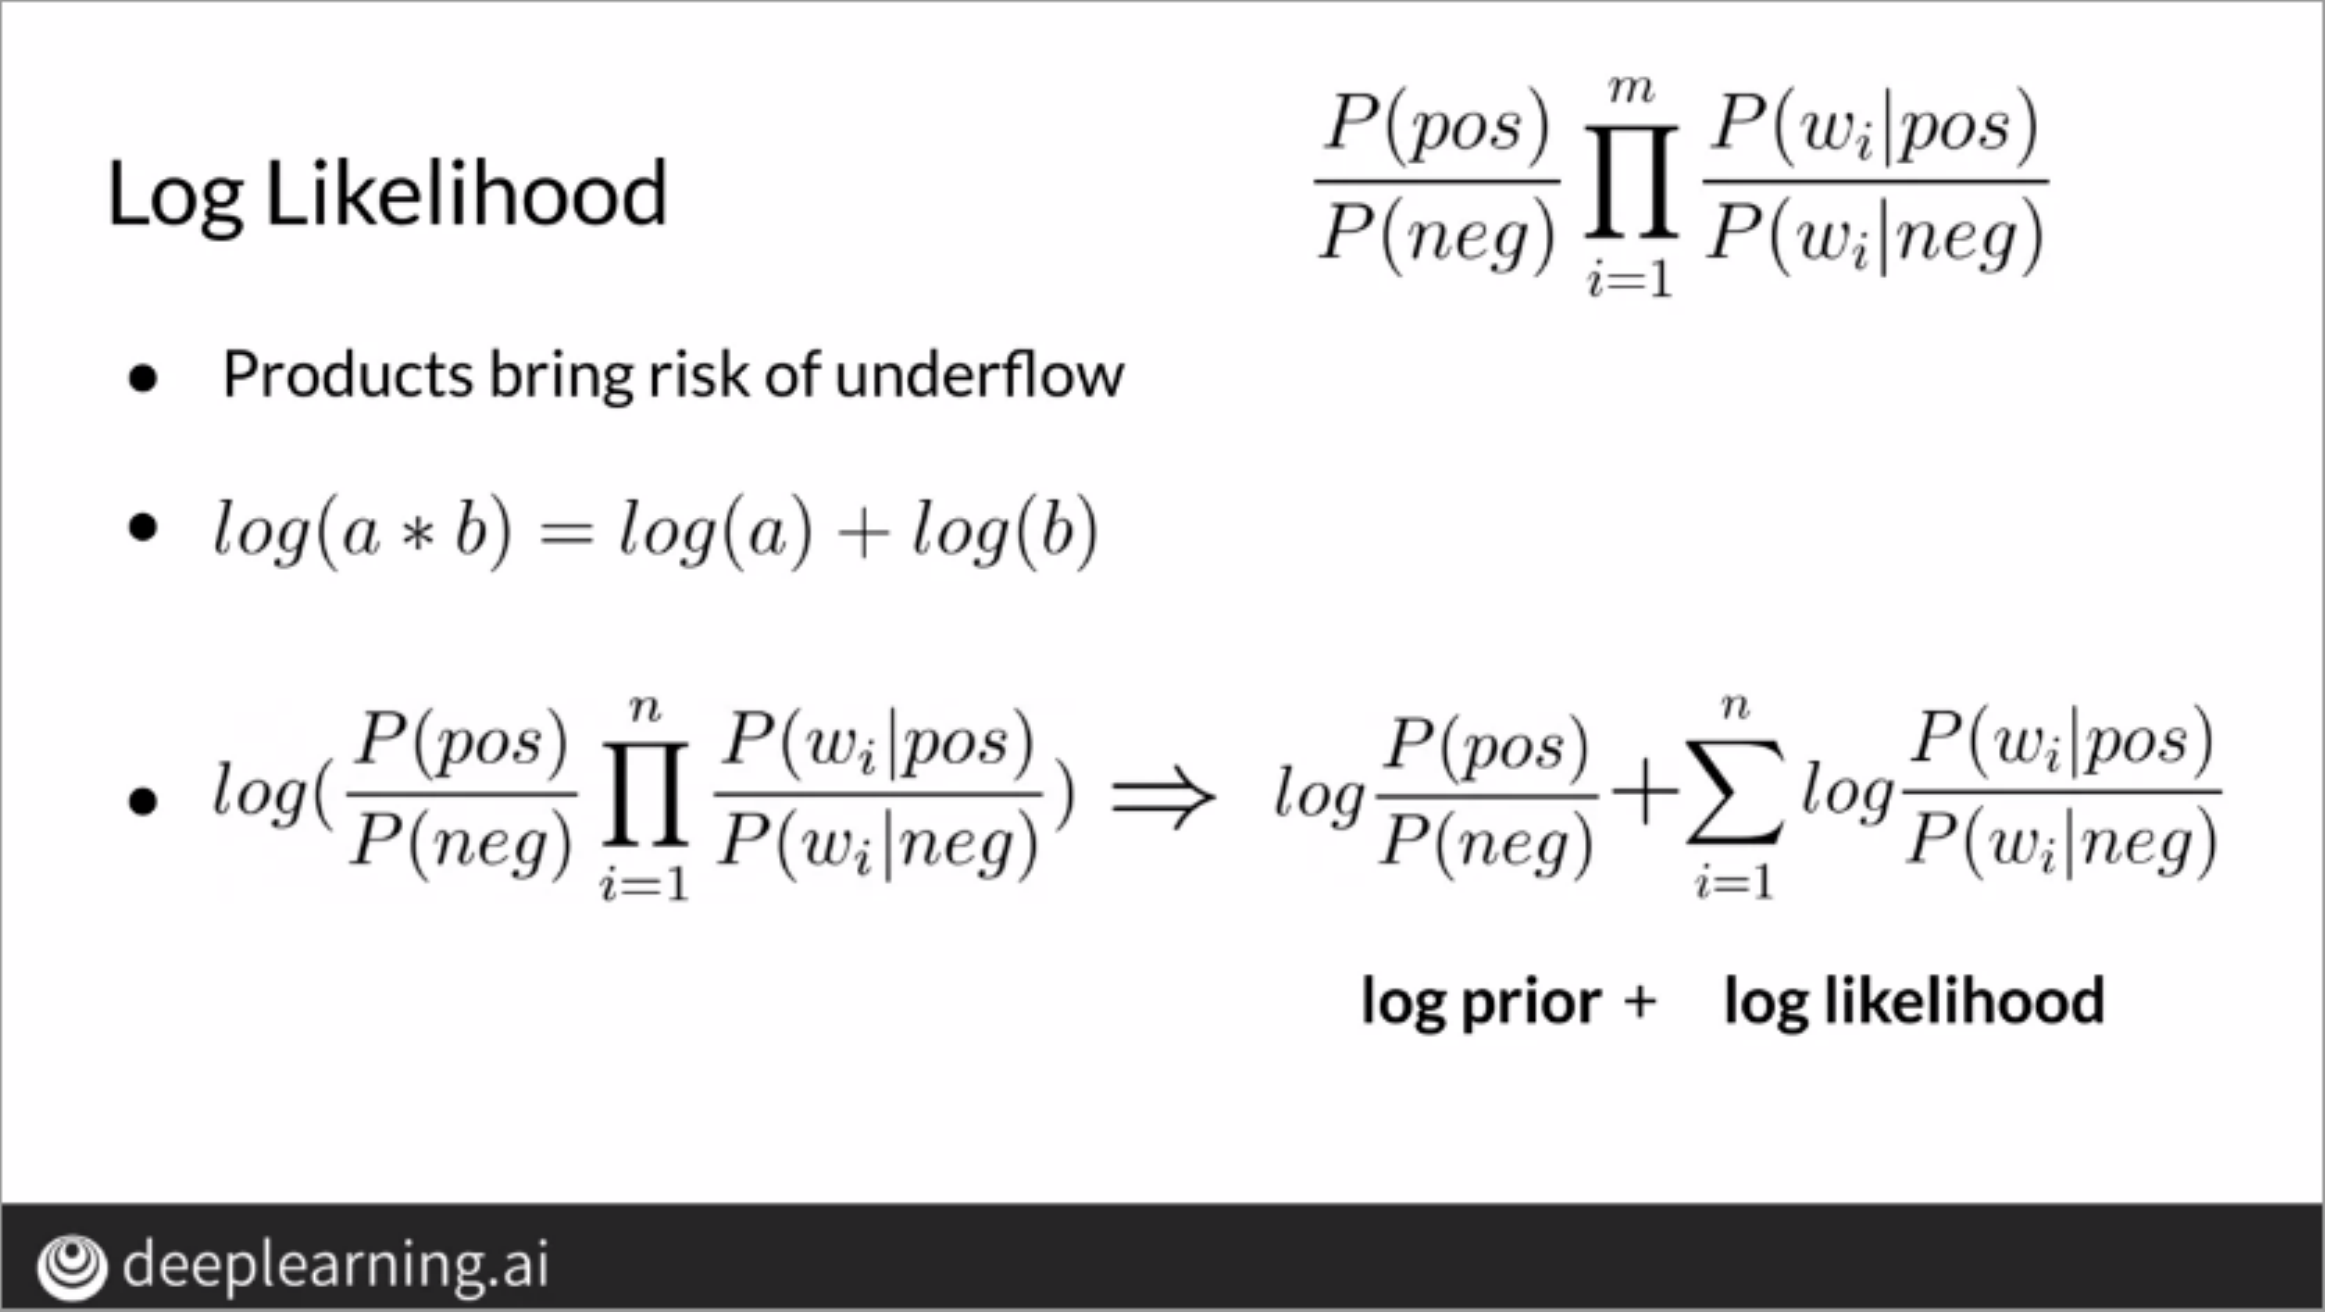 Log Likelihood
\frac{P(pos)}{P(neg)} \prod_{i=1}^{m} \frac{P(w_i|pos)}{P(w_i|neg)}
● Products bring risk of underflow
● log(a * b) = log(a) + log(b)
● log(\frac{P(pos)}{P(neg)} \prod_{i=1}^{n} \frac{P(w_i|pos)}{P(w_i|neg)}) ⇒ log\frac{P(pos)}{P(neg)} + \sum_{i=1}^{n} log\frac{P(w_i|pos)}{P(w_i|neg)}
log prior + log likelihood
deeplearning.ai